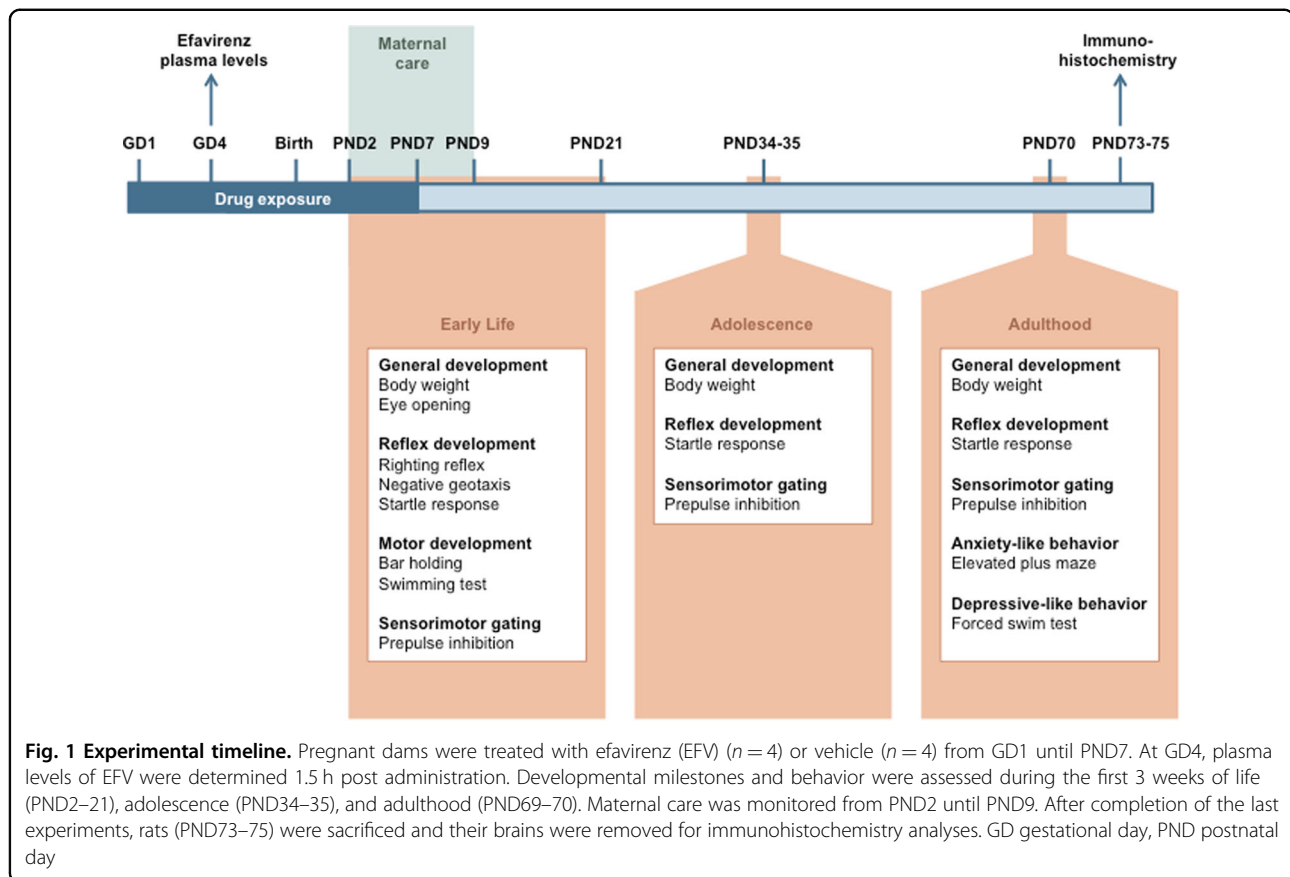 Efavirenz
plasma levels
Maternal
care
Immuno-
histochemistry
GD1 GD4 Birth PND2 PND7 PND9 PND21 PND34-35 PND70 PND73-75
Drug exposure
Early Life
General development
Body weight
Eye opening
Reflex development
Righting reflex
Negative geotaxis
Startle response
Motor development
Bar holding
Swimming test
Sensorimotor gating
Prepulse inhibition
Adolescence
General development
Body weight
Reflex development
Startle response
Sensorimotor gating
Prepulse inhibition
Adulthood
General development
Body weight
Reflex development
Startle response
Sensorimotor gating
Prepulse inhibition
Anxiety-like behavior
Elevated plus maze
Depressive-like behavior
Forced swim test
Fig. 1 Experimental timeline. Pregnant dams were treated with efavirenz (EFV) (n = 4) or vehicle (n = 4) from GD1 until PND7. At GD4, plasma
levels of EFV were determined 1.5 h post administration. Developmental milestones and behavior were assessed during the first 3 weeks of life
(PND2–21), adolescence (PND34–35), and adulthood (PND69–70). Maternal care was monitored from PND2 until PND9. After completion of the last
experiments, rats (PND73–75) were sacrificed and their brains were removed for immunohistochemistry analyses. GD gestational day, PND postnatal
day